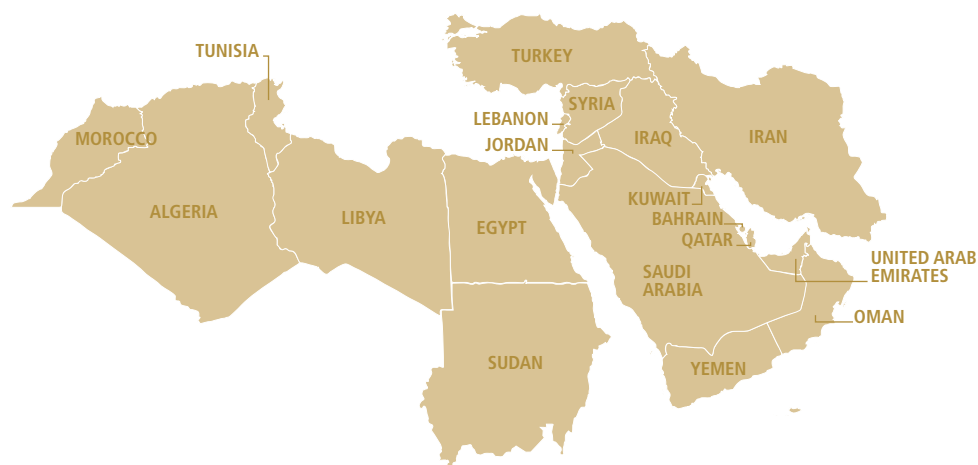 TUNISIA
TURKEY
SYRIA
LEBANON
MOROCCO
IRAQ
IRAN
JORDAN
KUWAIT
ALGERIA
LIBYA
BAHRAIN
EGYPT
QATAR
UNITED ARAB
EMIRATES
SAUDI
ARABIA
OMAN
SUDAN
YEMEN